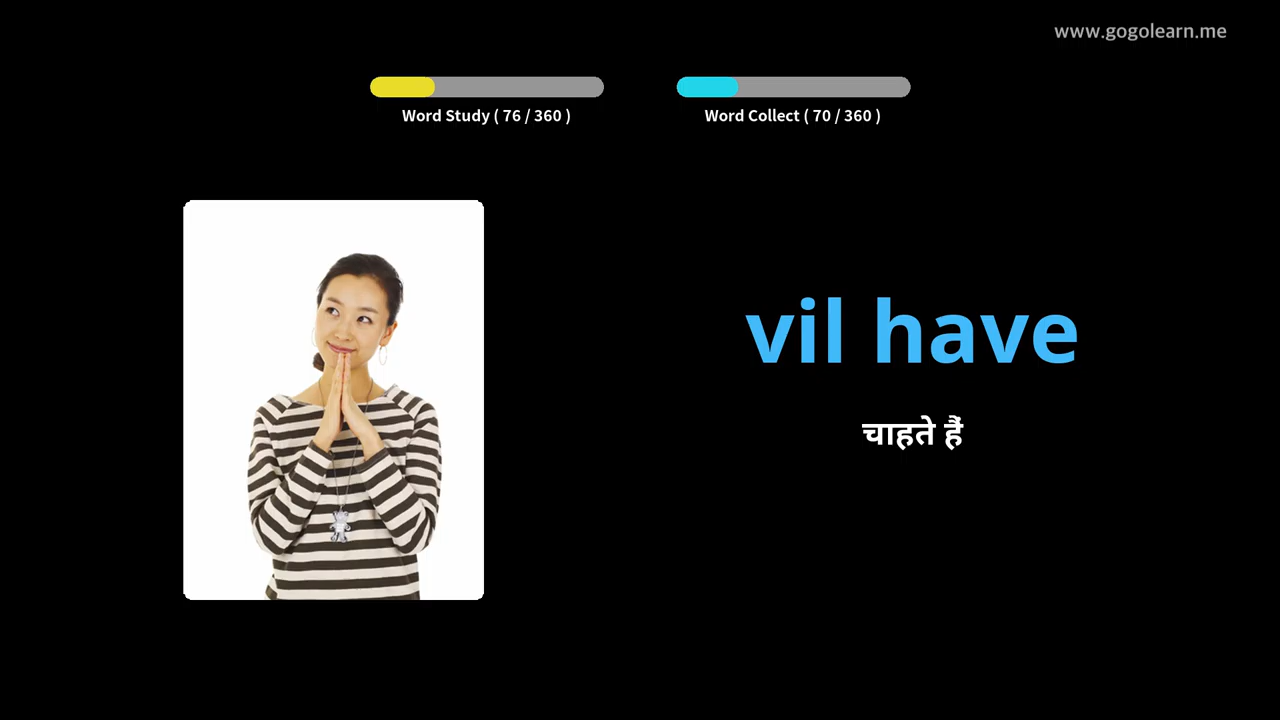 www.gogolearn.me
Word Study ( 76 / 360 )
Word Collect ( 70 / 360 )
vil have
चाहते हैं